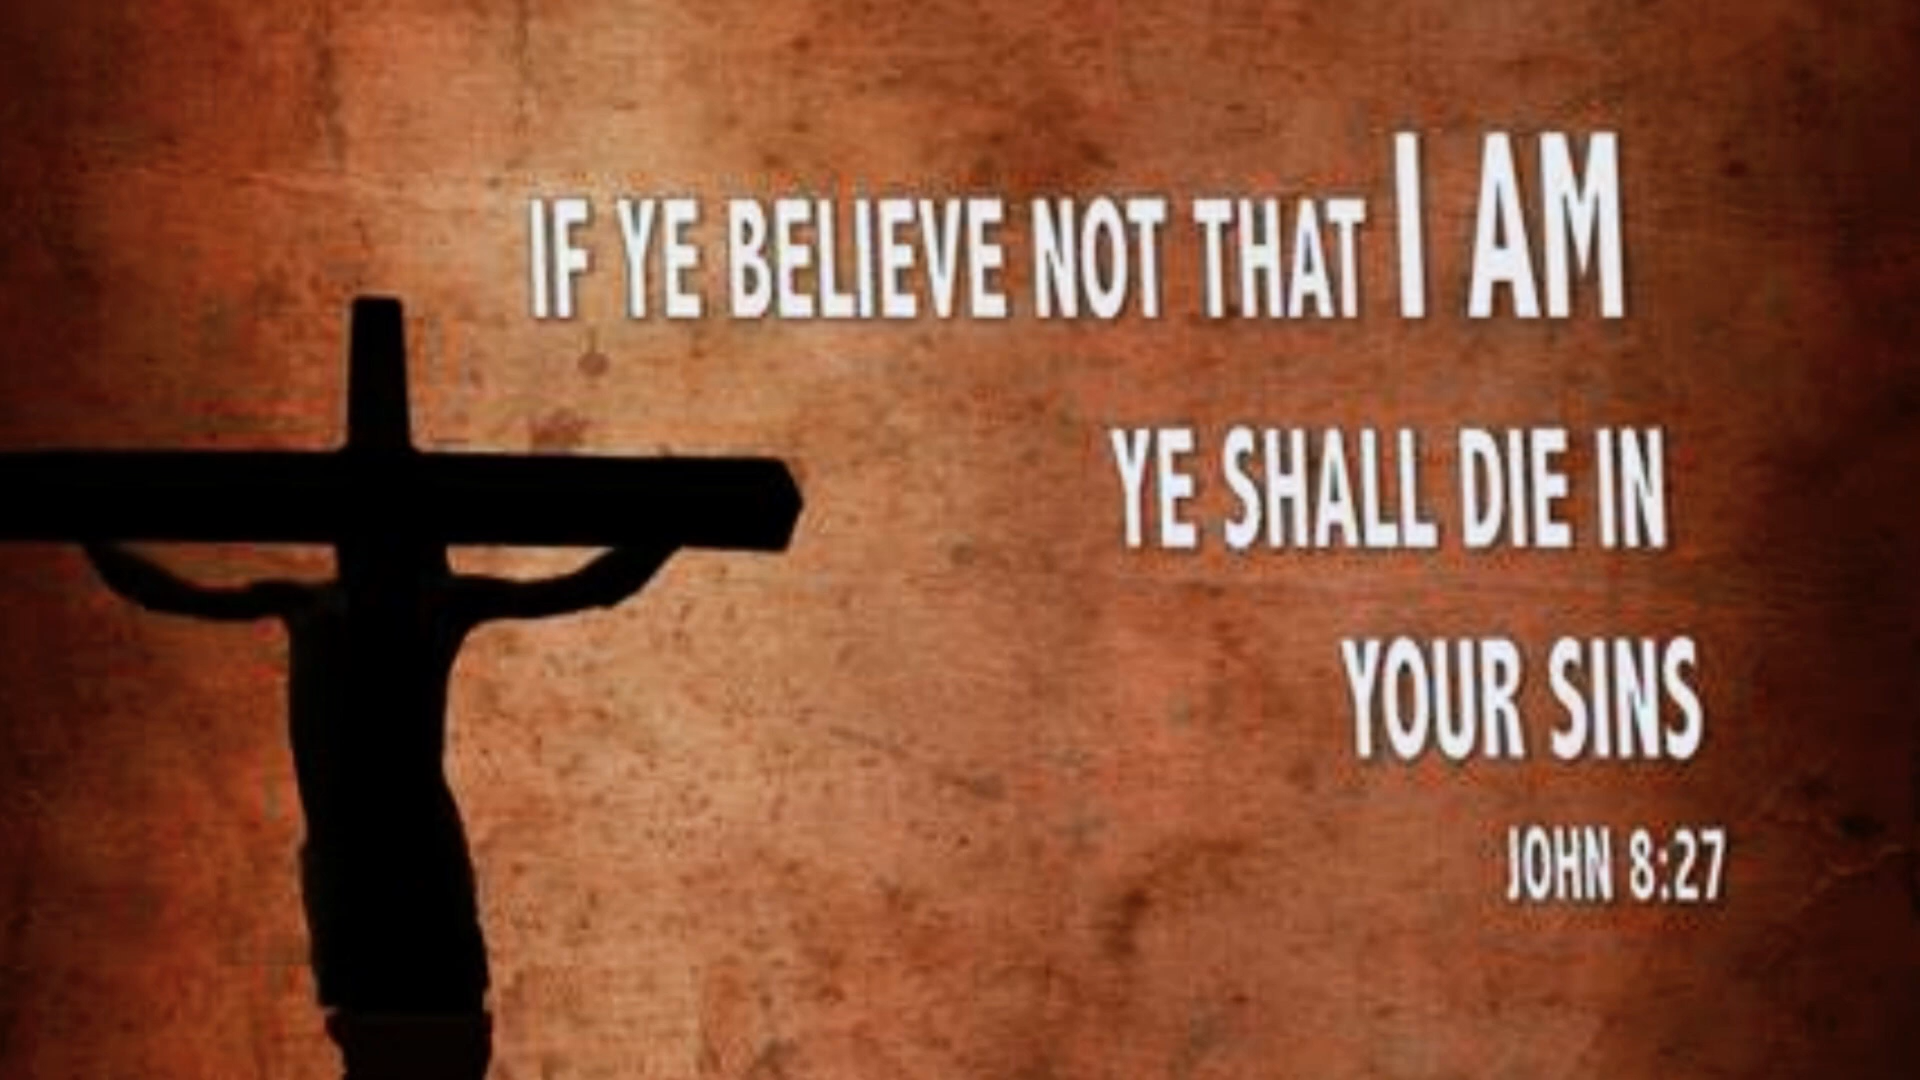 IF YE BELIEVE NOT THAT I AM
YE SHALL DIE IN
YOUR SINS
JOHN 8:27